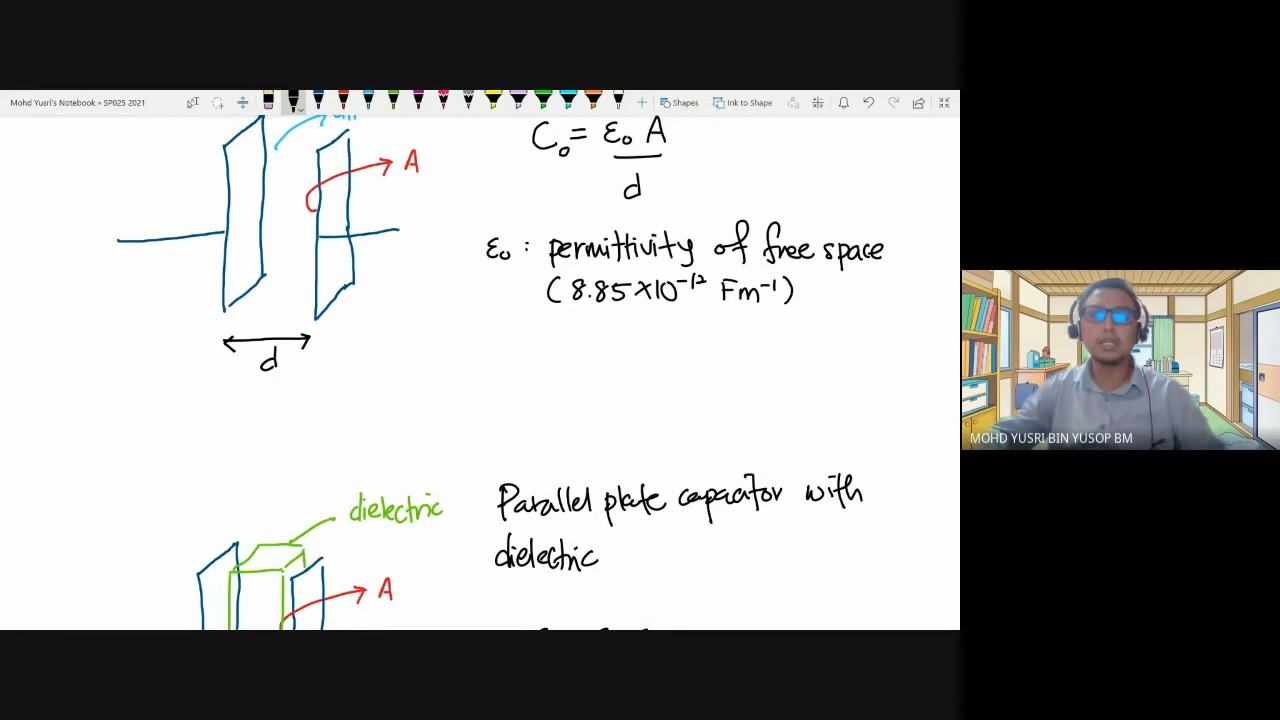 Mohd Yusri's Notebook » SP025 2021
Shapes
Ink to Shape
C₀ = ε₀ A
d
A
ε₀ : permittivity of free space
(8.85×10⁻¹² Fm⁻¹)
d
MOHD YUSRI BIN YUSOP BM
dielectric
Parallel plate capacitor with
dielectric
A